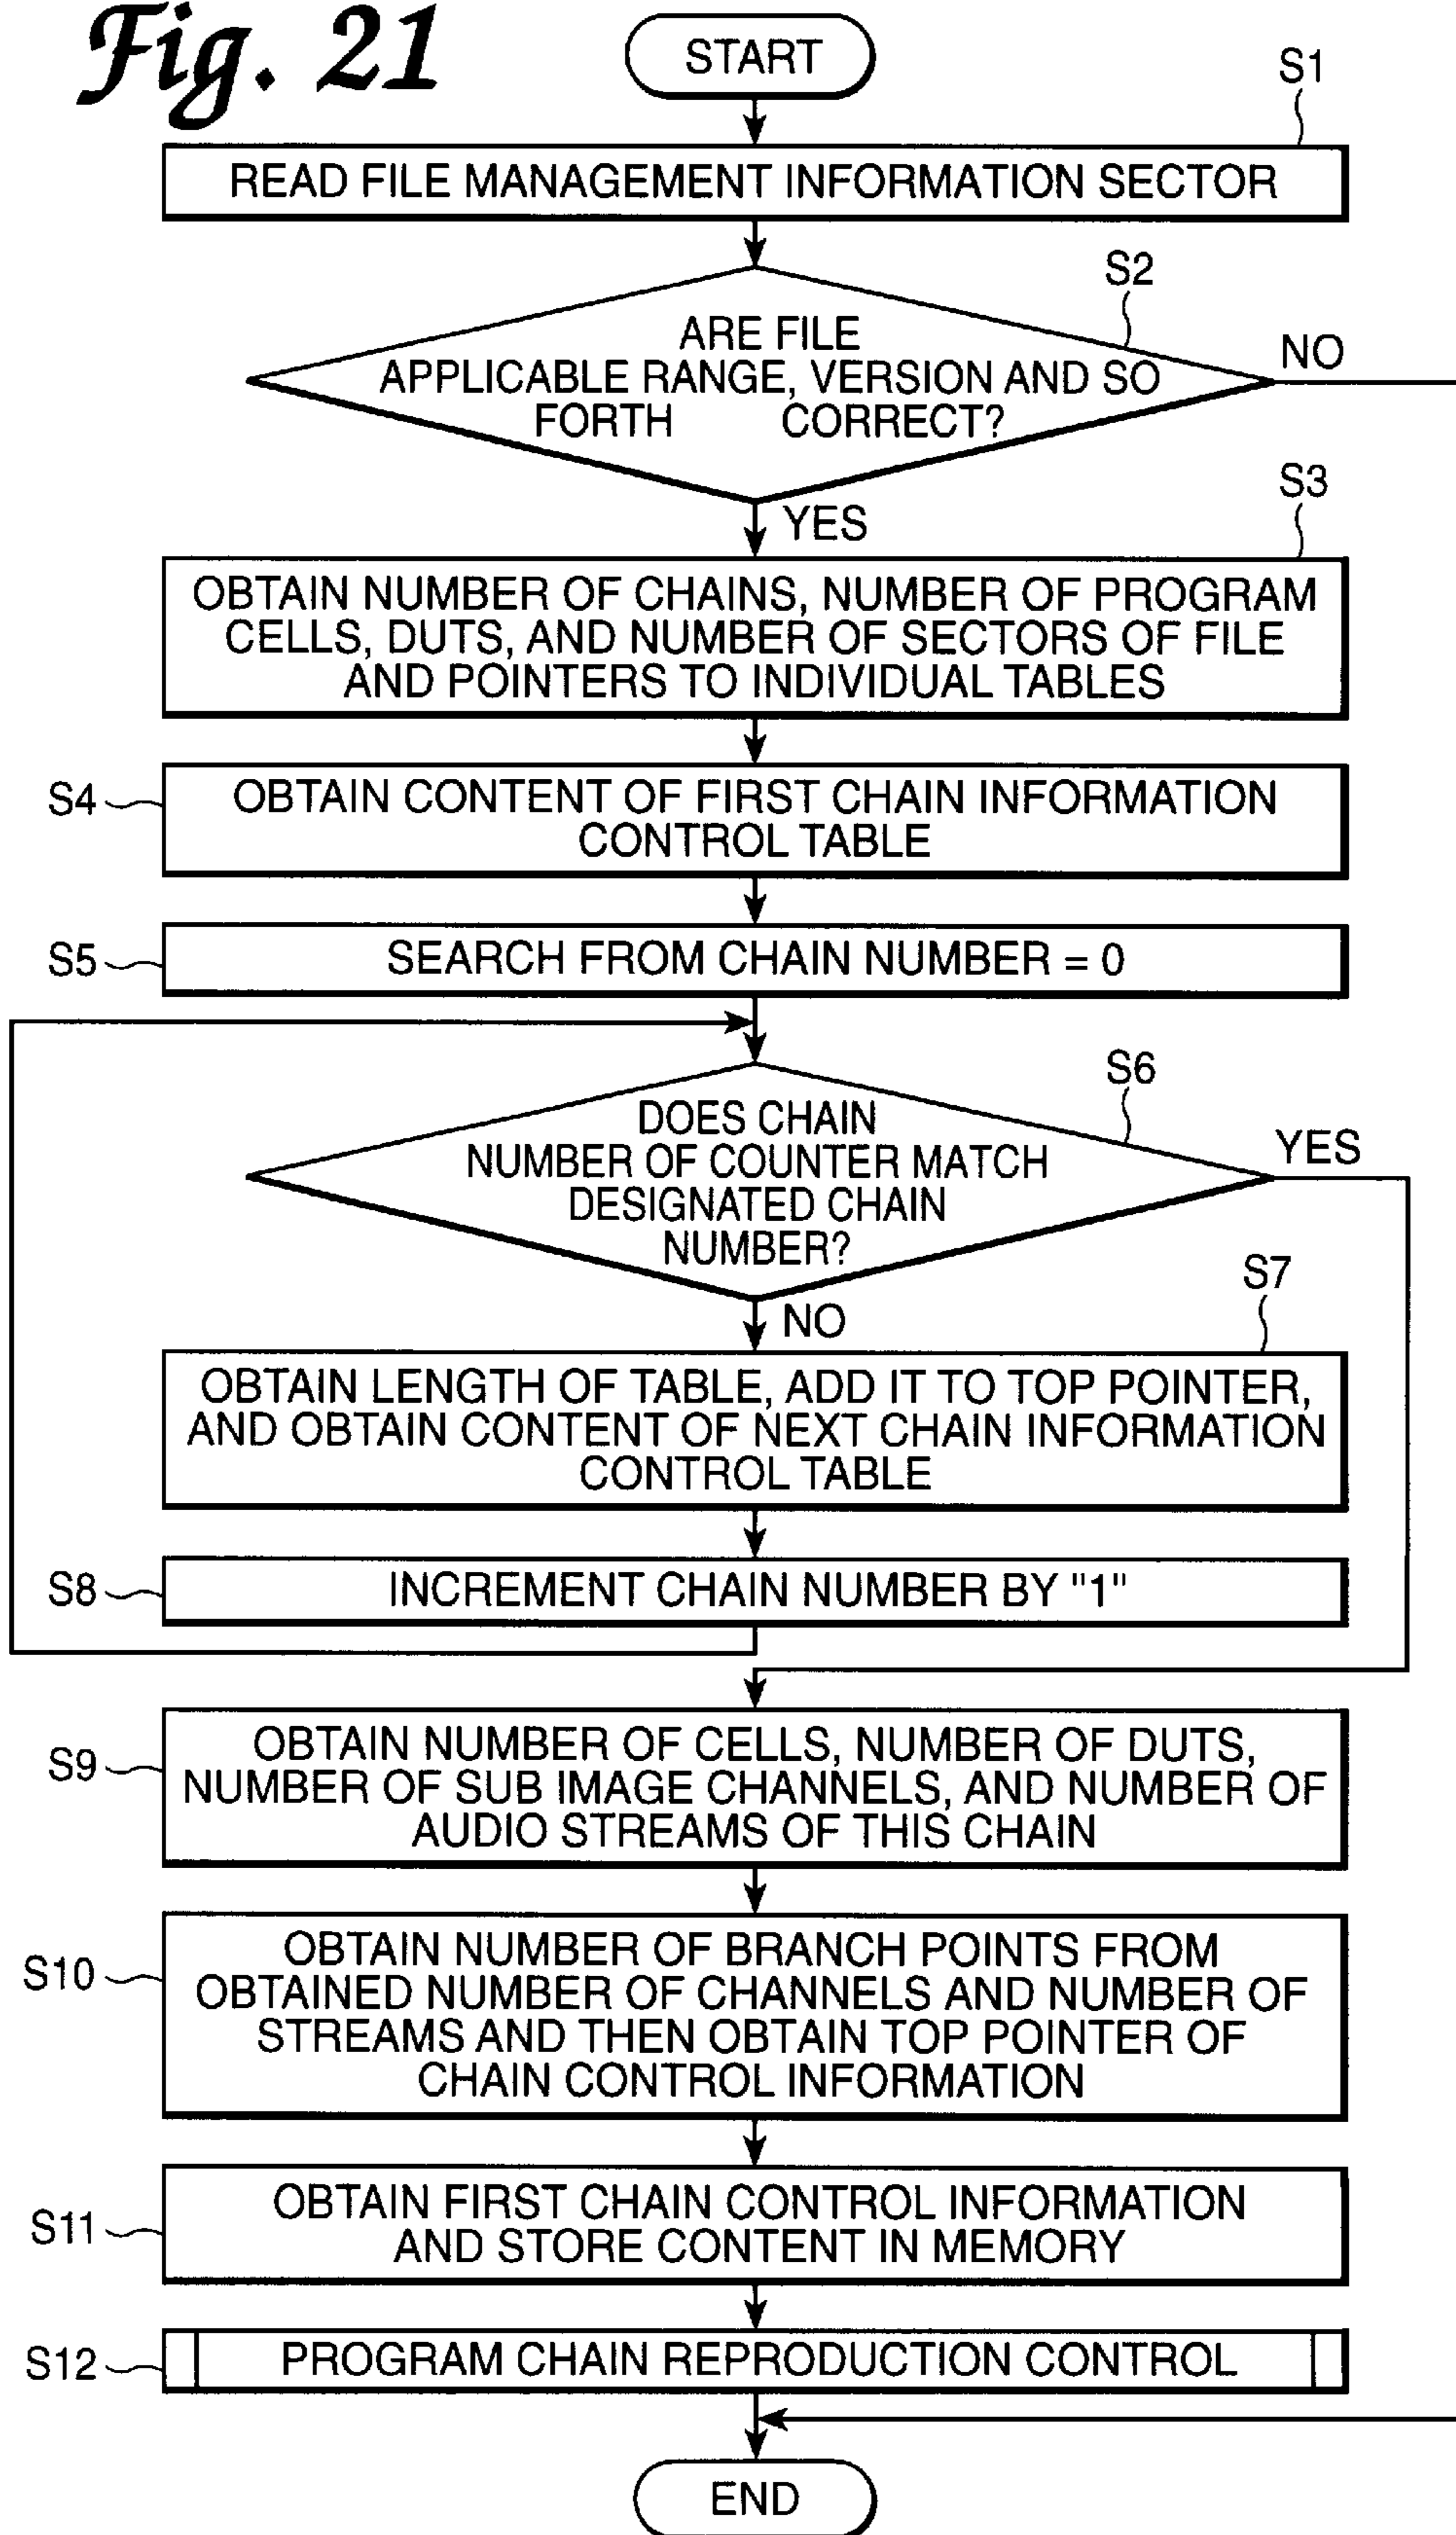 Fig. 21
START
S1
READ FILE MANAGEMENT INFORMATION SECTOR
S2
ARE FILE
APPLICABLE RANGE, VERSION AND SO
FORTH CORRECT?
NO
YES
S3
OBTAIN NUMBER OF CHAINS, NUMBER OF PROGRAM
CELLS, DUTS, AND NUMBER OF SECTORS OF FILE
AND POINTERS TO INDIVIDUAL TABLES
S4
OBTAIN CONTENT OF FIRST CHAIN INFORMATION
CONTROL TABLE
S5
SEARCH FROM CHAIN NUMBER = 0
S6
DOES CHAIN
NUMBER OF COUNTER MATCH
DESIGNATED CHAIN
NUMBER?
YES
NO
S7
OBTAIN LENGTH OF TABLE, ADD IT TO TOP POINTER,
AND OBTAIN CONTENT OF NEXT CHAIN INFORMATION
CONTROL TABLE
S8
INCREMENT CHAIN NUMBER BY "1"
S9
OBTAIN NUMBER OF CELLS, NUMBER OF DUTS,
NUMBER OF SUB IMAGE CHANNELS, AND NUMBER OF
AUDIO STREAMS OF THIS CHAIN
S10
OBTAIN NUMBER OF BRANCH POINTS FROM
OBTAINED NUMBER OF CHANNELS AND NUMBER OF
STREAMS AND THEN OBTAIN TOP POINTER OF
CHAIN CONTROL INFORMATION
S11
OBTAIN FIRST CHAIN CONTROL INFORMATION
AND STORE CONTENT IN MEMORY
S12
PROGRAM CHAIN REPRODUCTION CONTROL
END